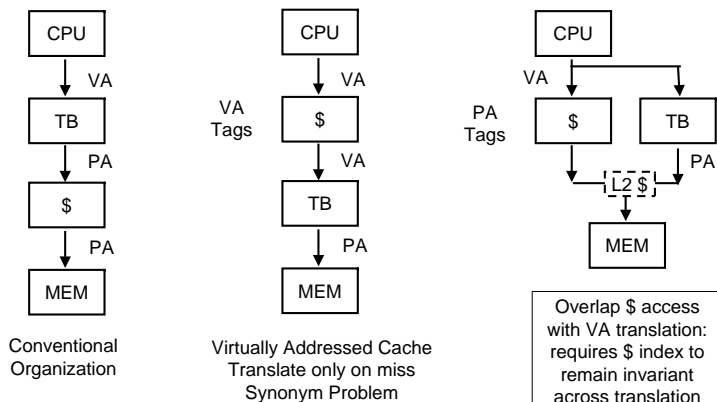 CPU
VA
TB
PA
$
PA
MEM
Conventional
Organization
CPU
VA
VA
Tags
$
VA
TB
PA
MEM
Virtually Addressed Cache
Translate only on miss
Synonym Problem
CPU
VA
PA
Tags
$
TB
PA
L2 $
MEM
Overlap $ access
with VA translation:
requires $ index to
remain invariant
across translation